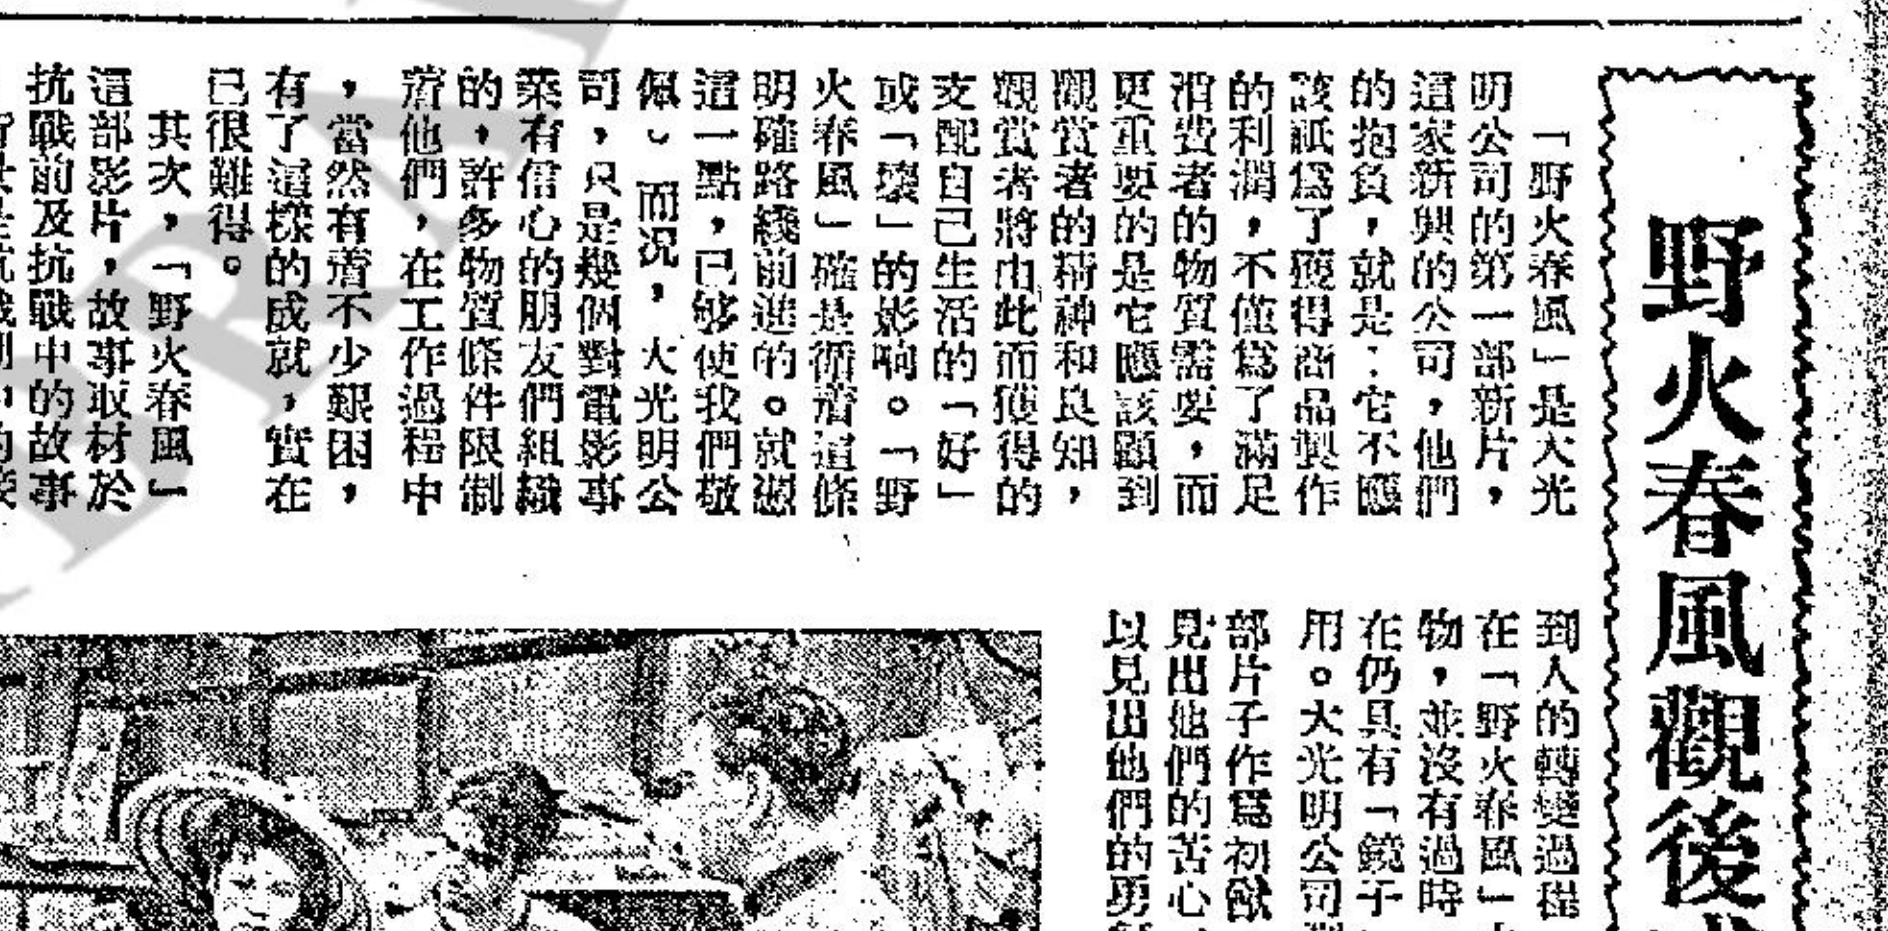 野火春風觀後
「野火春風」是大光
明公司的第一部新片，
這家新興的公司，他們
的抱負，就是：它不應
該祇爲了獲得商品製作
的利潤，不僅爲了滿足
消費者的物質需要，而
更重要的是它應該顧到
觀賞者的精神和良知，
觀賞者將由此而獲得的
支配自己生活的「好」
或「壞」的影响。「野
火春風」確是循着這條
明確路綫前進的。就憑
這一點，已够使我們敬
佩。而况，大光明公
司，只是幾個對電影事
業有信心的朋友們組織
的，許多物質條件限制
着他們，在工作過程中
，當然有着不少艱困，
有了這樣的成就，實在
已很難得。
其次，「野火春風」
這部影片，故事取材於
抗戰前及抗戰中的故事
到人的轉變過程
在「野火春風」
物，並沒有過時
在仍具有「鏡子
用。大光明公司
部片子作爲初獻
見出他們的苦心
以見出他們的勇